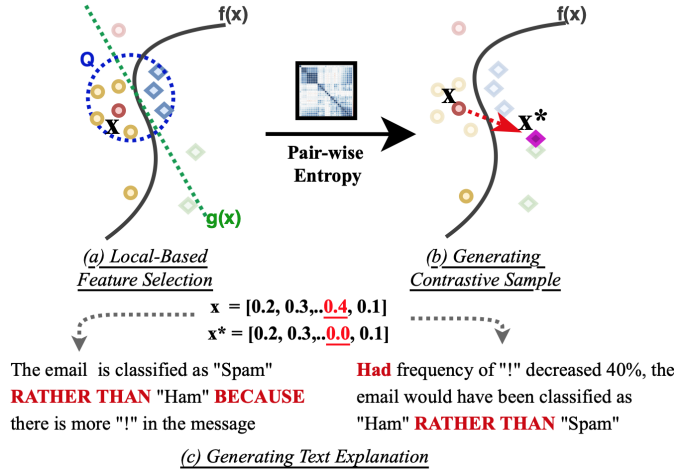 f(x)
f(x)
Q
x
x
x*
Pair-wise
Entropy
g(x)
(a) Local-Based
Feature Selection
(b) Generating
Contrastive Sample
x = [0.2, 0.3,..0.4, 0.1]
x* = [0.2, 0.3,..0.0, 0.1]
The email is classified as "Spam"
RATHER THAN "Ham" BECAUSE
there is more "!" in the message
Had frequency of "!" decreased 40%, the
email would have been classified as
"Ham" RATHER THAN "Spam"
(c) Generating Text Explanation